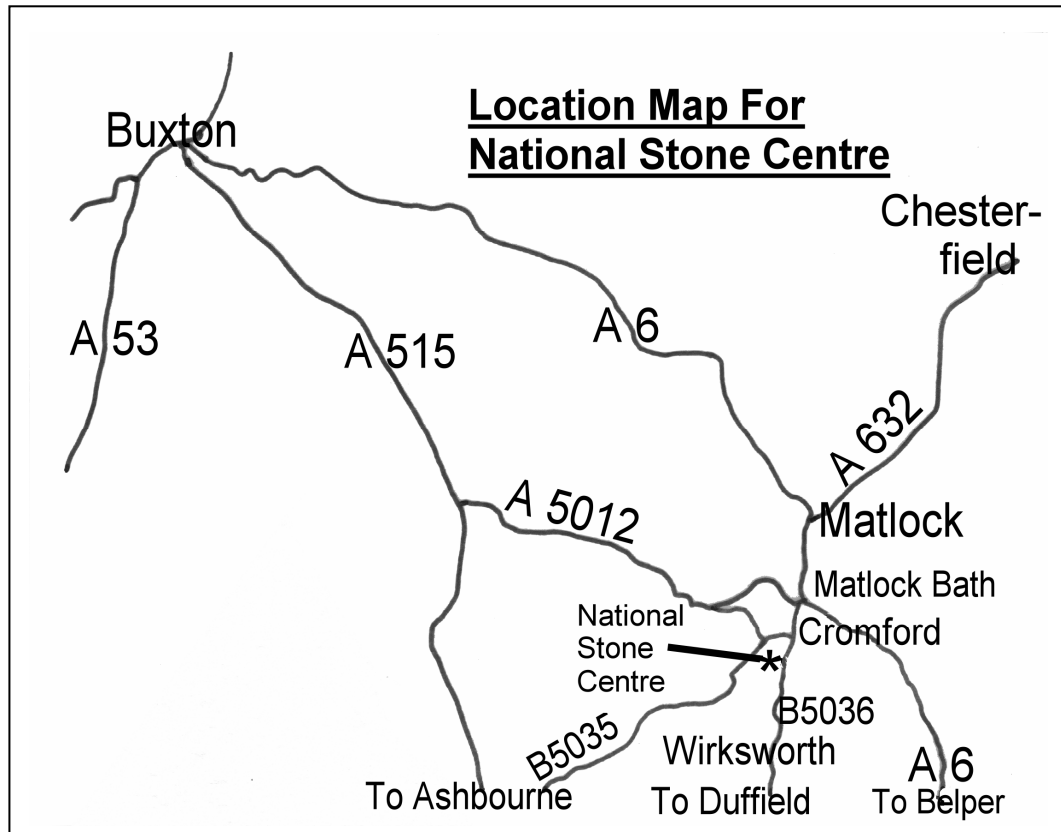 Location Map For
National Stone Centre
Buxton
Chester-
field
A 53
A 515
A 6
A 632
A 5012
Matlock
Matlock Bath
National
Stone
Centre
*
Cromford
B5035
B5036
Wirksworth
A 6
To Ashbourne
To Duffield
To Belper